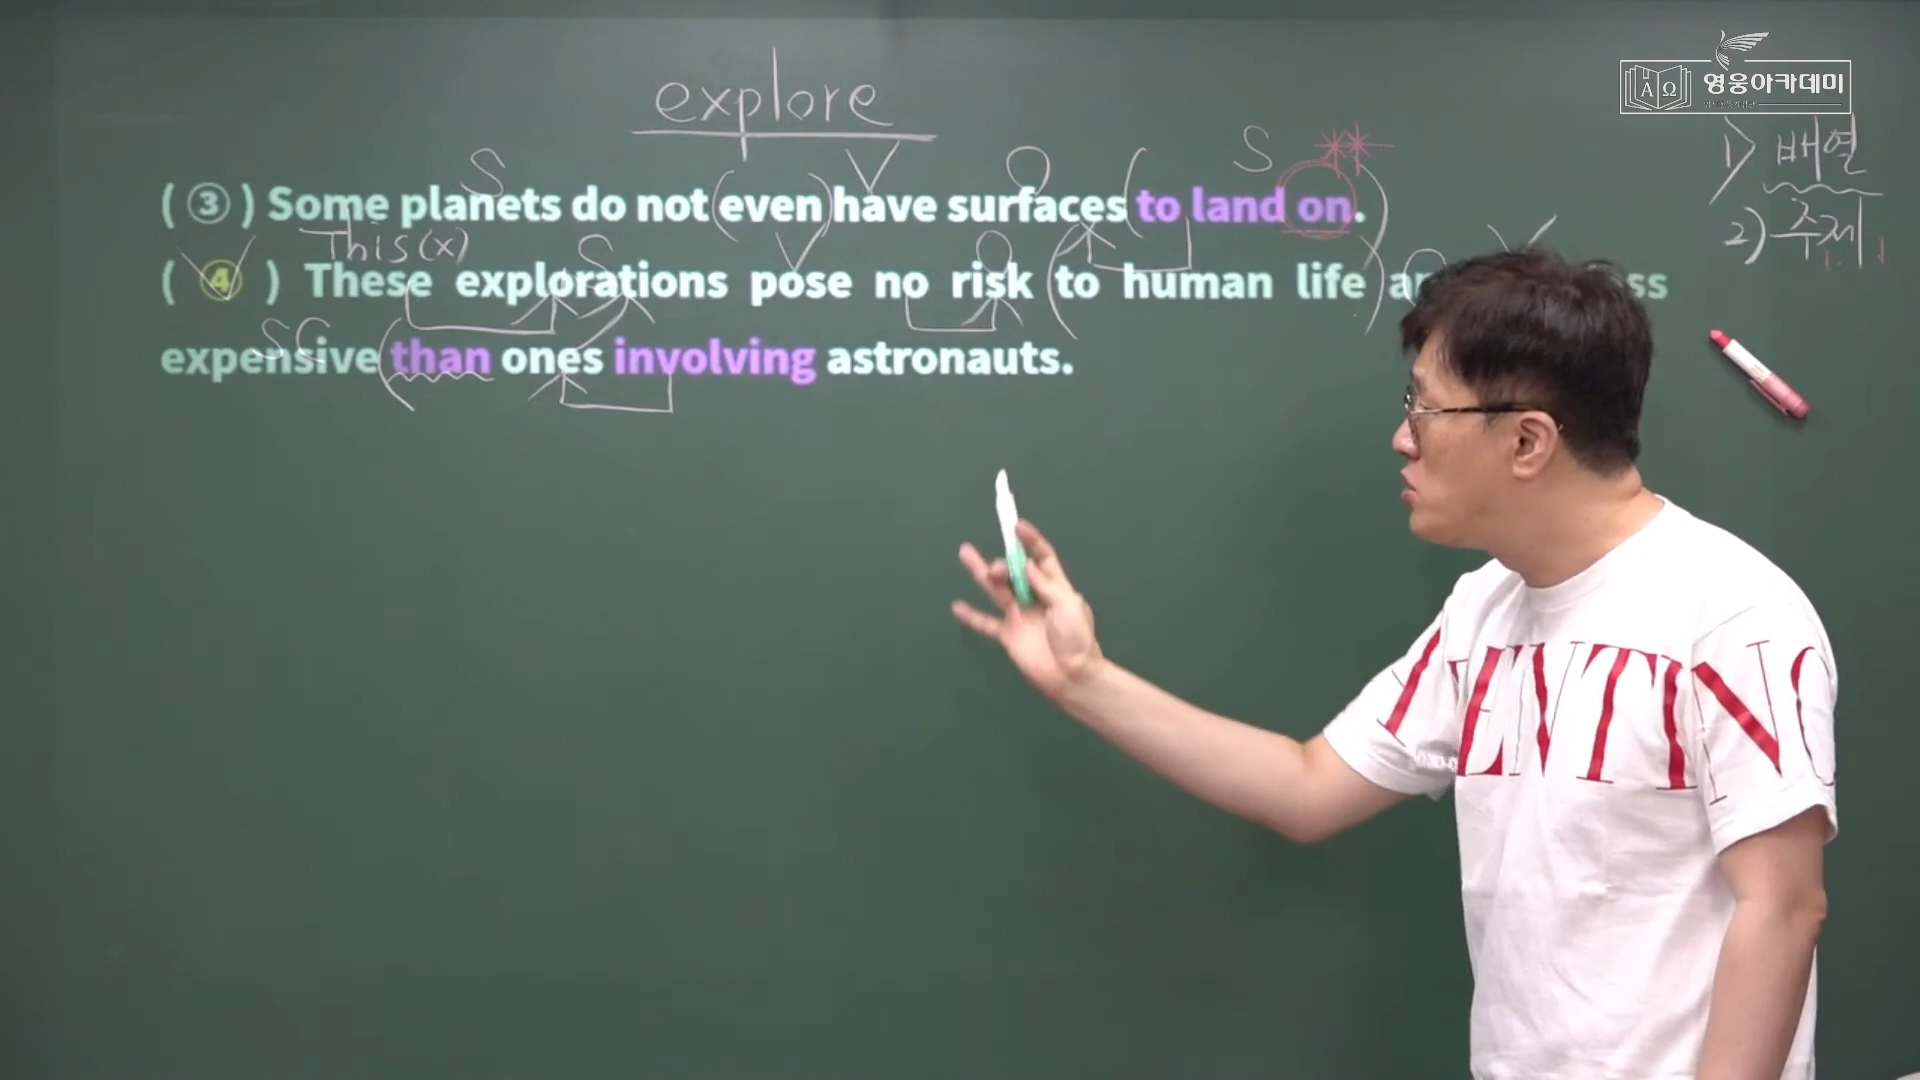 영웅아카데미
explore
1) 배열
2) 주제
S V O S
( ③ ) Some planets do not even have surfaces to land on.
This(x) S V O
( ④ ) These explorations pose no risk to human life ss
SC
expensive than ones involving astronauts.
VENTINO